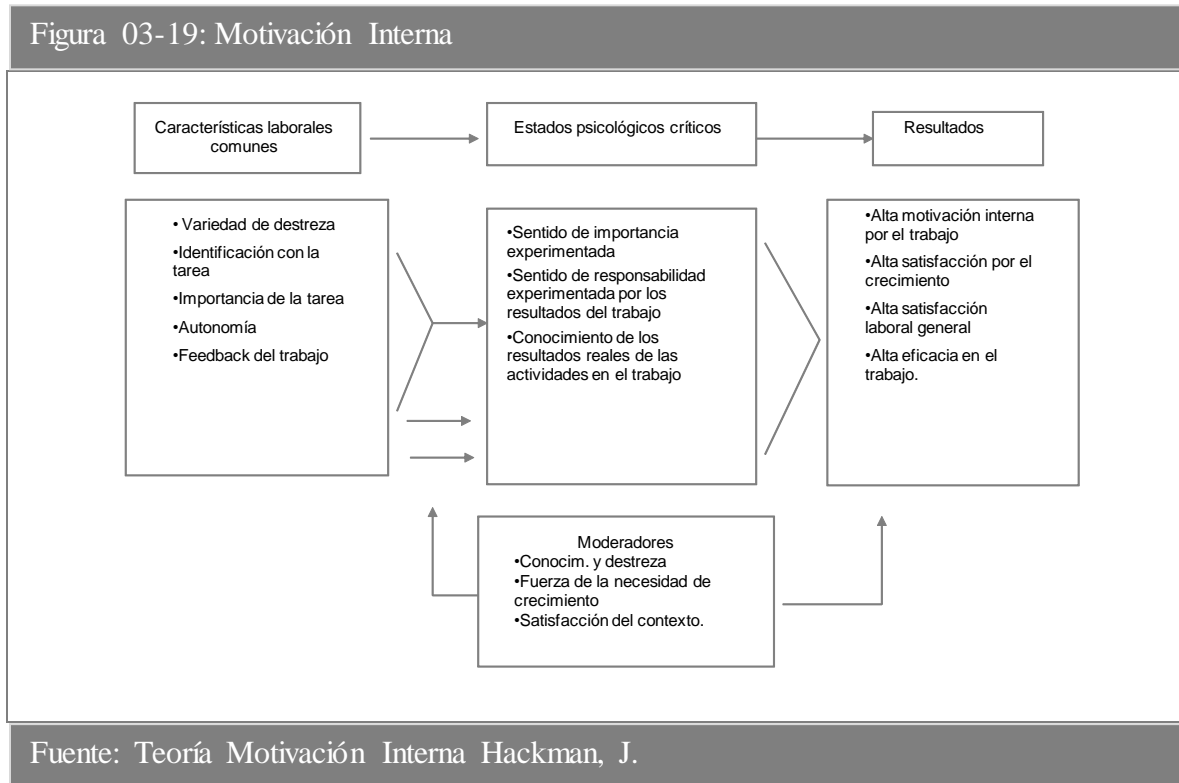 Figura 03-19: Motivación Interna
Características laborales
comunes
Estados psicológicos críticos
Resultados
• Variedad de destreza
•Identificación con la
tarea
•Importancia de la tarea
•Autonomía
•Feedback del trabajo
•Sentido de importancia
experimentada
•Sentido de responsabilidad
experimentada por los
resultados del trabajo
•Conocimiento de los
resultados reales de las
actividades en el trabajo
•Alta motivación interna
por el trabajo
•Alta satisfacción por el
crecimiento
•Alta satisfacción
laboral general
•Alta eficacia en el
trabajo.
Moderadores
•Conocim. y destreza
•Fuerza de la necesidad de
crecimiento
•Satisfacción del contexto.
Fuente: Teoría Motivación Interna Hackman, J.